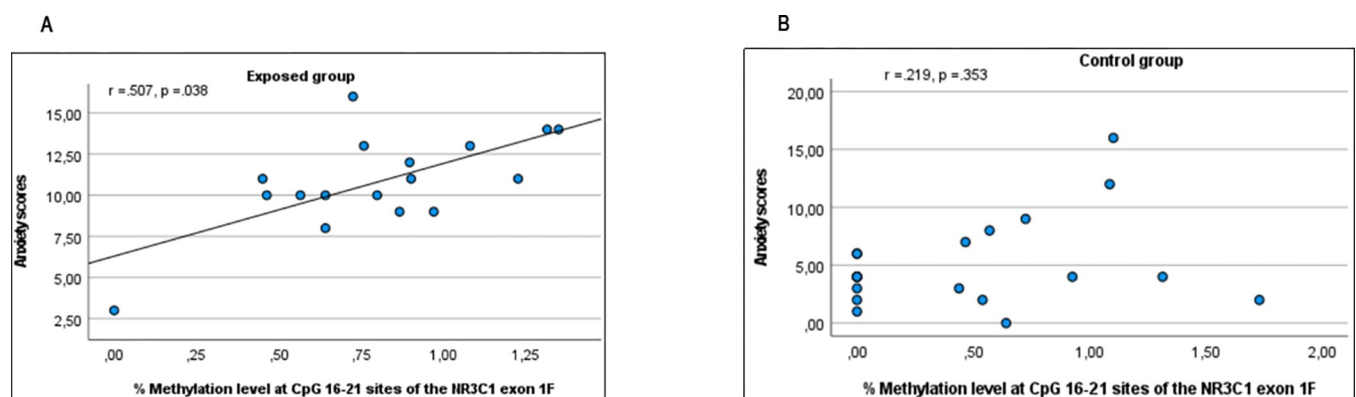 A
Exposed group
r =.507, p =.038
15,00
12,50
10,00
7,50
5,00
2,50
Anxiety scores
,00 ,25 ,50 ,75 1,00 1,25
% Methylation level at CpG 16-21 sites of the NR3C1 exon 1F
B
Control group
r =.219, p =.353
20,00
15,00
10,00
5,00
,00
Anxiety scores
,00 ,50 1,00 1,50 2,00
% Methylation level at CpG 16-21 sites of the NR3C1 exon 1F